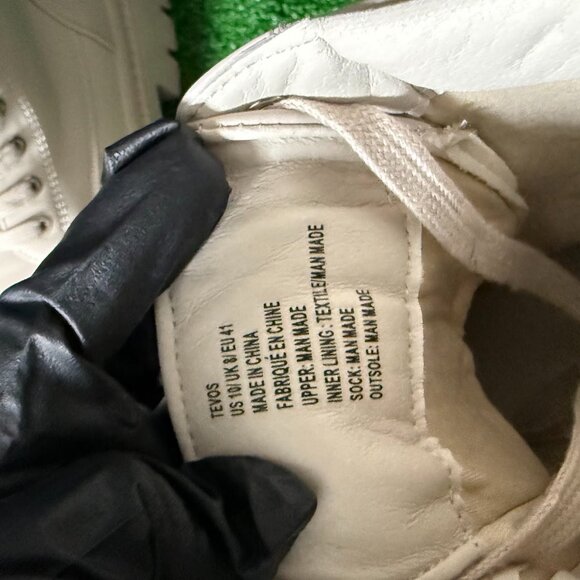 TEVOS
US 10/ UK 8/ EU 41
MADE IN CHINA
FABRIQUÉ EN CHINE
UPPER: MAN MADE
INNER LINING: TEXTILE/MAN MADE
SOCK: MAN MADE
OUTSOLE: MAN MADE